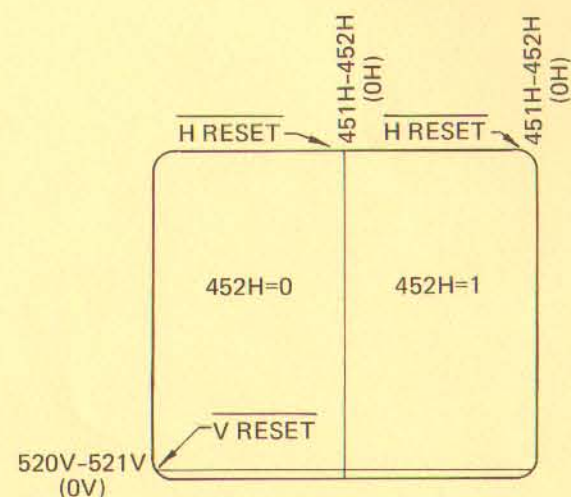 451H-452H
(0H)
451H-452H
(0H)
H RESET
H RESET
452H=0
452H=1
V RESET
520V-521V
(0V)